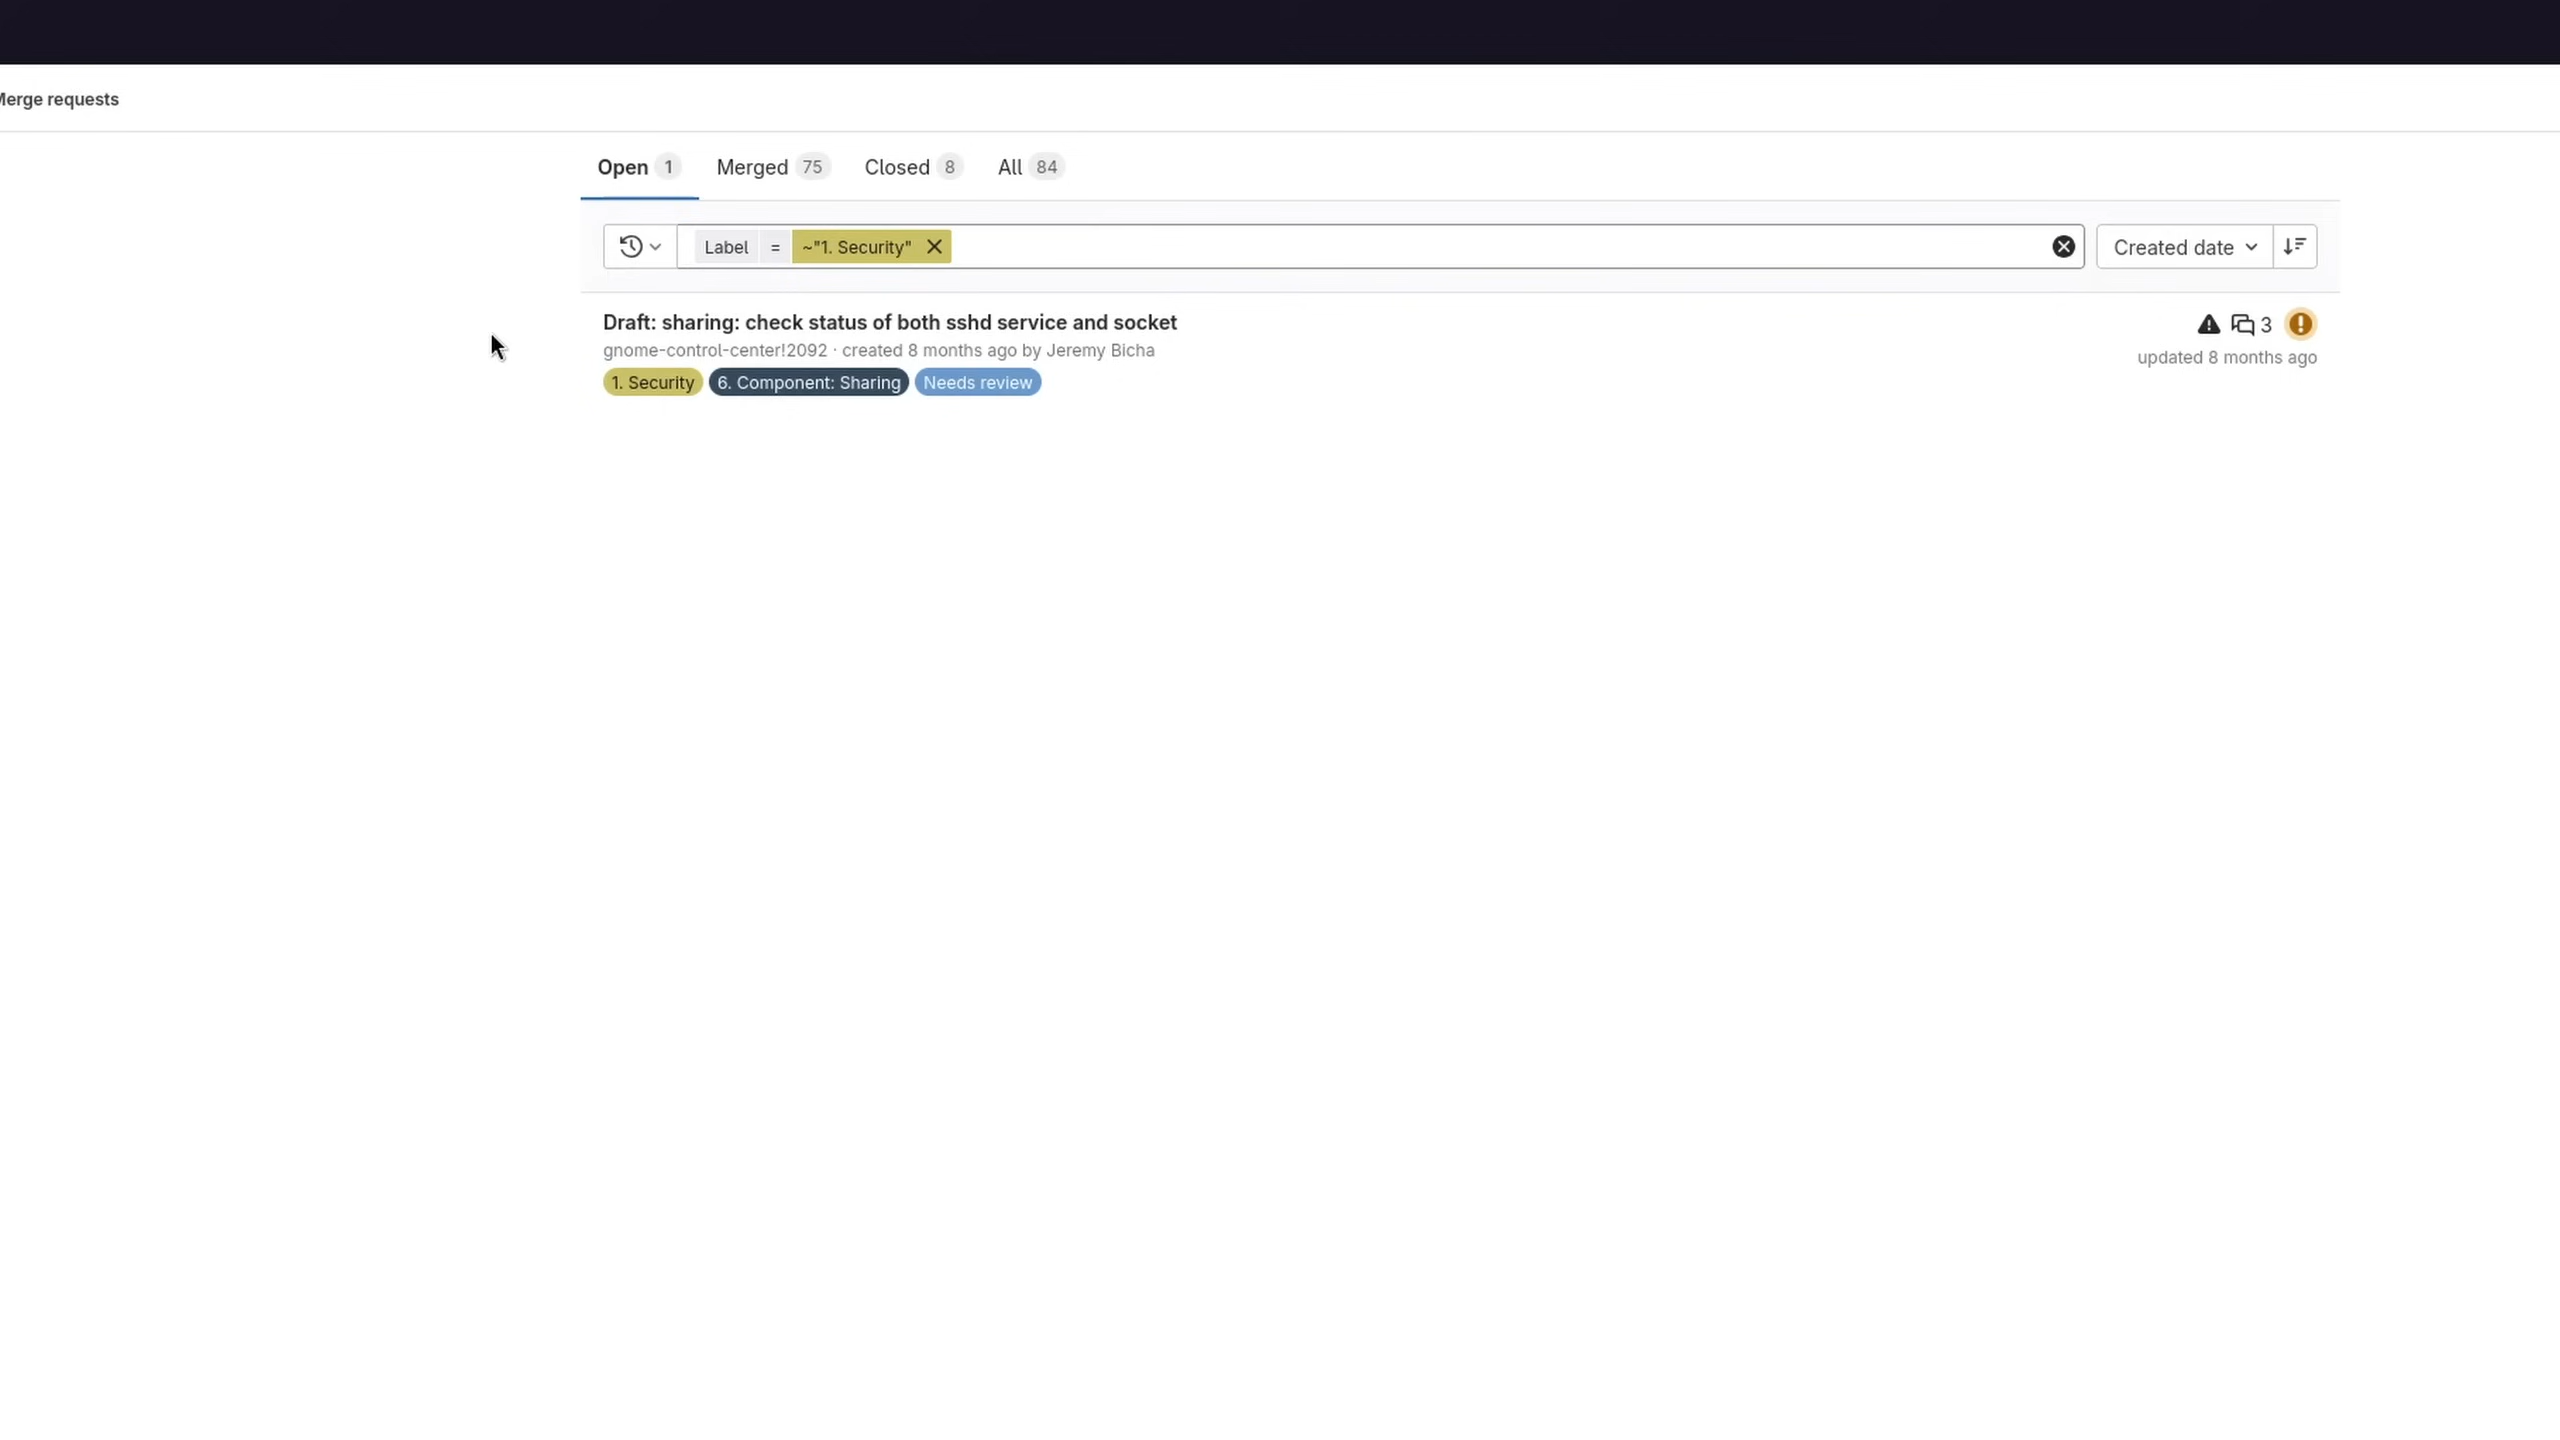 Merge requests
Open 1 Merged 75 Closed 8 All 84
Label = ~"1. Security" Created date
Draft: sharing: check status of both sshd service and socket 3
gnome-control-center!2092 · created 8 months ago by Jeremy Bicha updated 8 months ago
1. Security 6. Component: Sharing Needs review